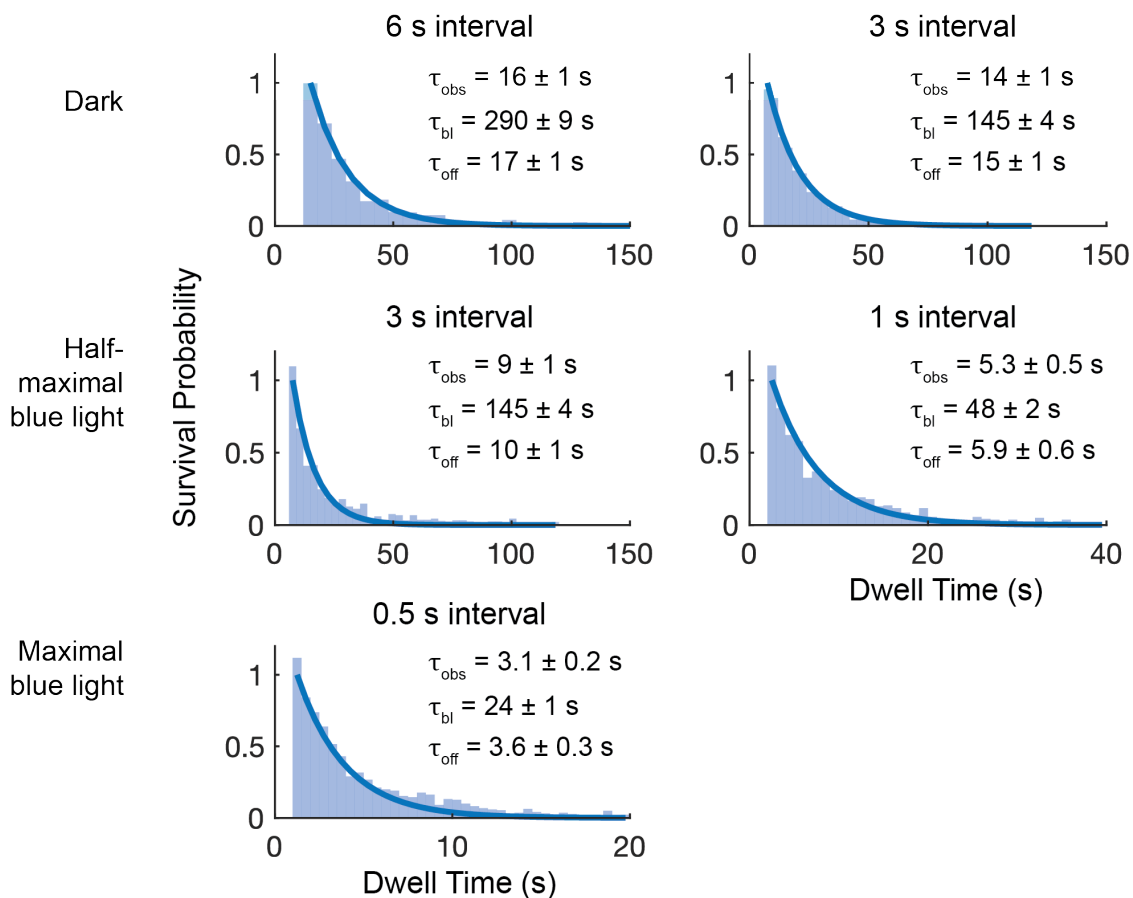 6 s interval
3 s interval
Dark
1
0.5
0
0
50
100
150
τobs = 16 ± 1 s
τbl = 290 ± 9 s
τoff = 17 ± 1 s
1
0.5
0
0
50
100
150
τobs = 14 ± 1 s
τbl = 145 ± 4 s
τoff = 15 ± 1 s
Survival Probability
Half-
maximal
blue light
3 s interval
1
0.5
0
0
50
100
150
τobs = 9 ± 1 s
τbl = 145 ± 4 s
τoff = 10 ± 1 s
1 s interval
1
0.5
0
0
20
40
τobs = 5.3 ± 0.5 s
τbl = 48 ± 2 s
τoff = 5.9 ± 0.6 s
Dwell Time (s)
Maximal
blue light
0.5 s interval
1
0.5
0
0
10
20
τobs = 3.1 ± 0.2 s
τbl = 24 ± 1 s
τoff = 3.6 ± 0.3 s
Dwell Time (s)